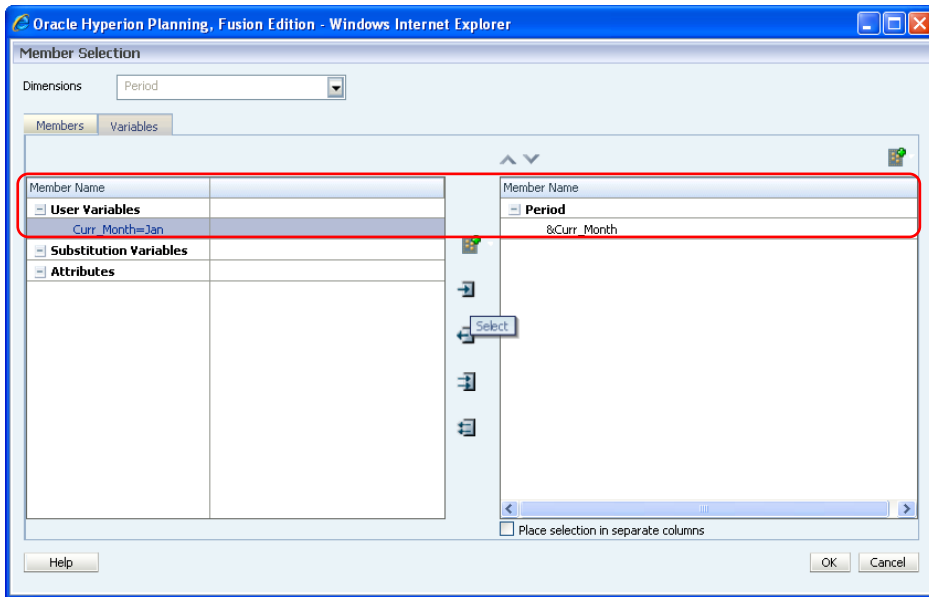 Oracle Hyperion Planning, Fusion Edition - Windows Internet Explorer
Member Selection
Dimensions Period
Members Variables
Member Name
User Variables
Curr_Month=Jan
Substitution Variables
Attributes
Select
Member Name
Period
&Curr_Month
Place selection in separate columns
Help OK Cancel